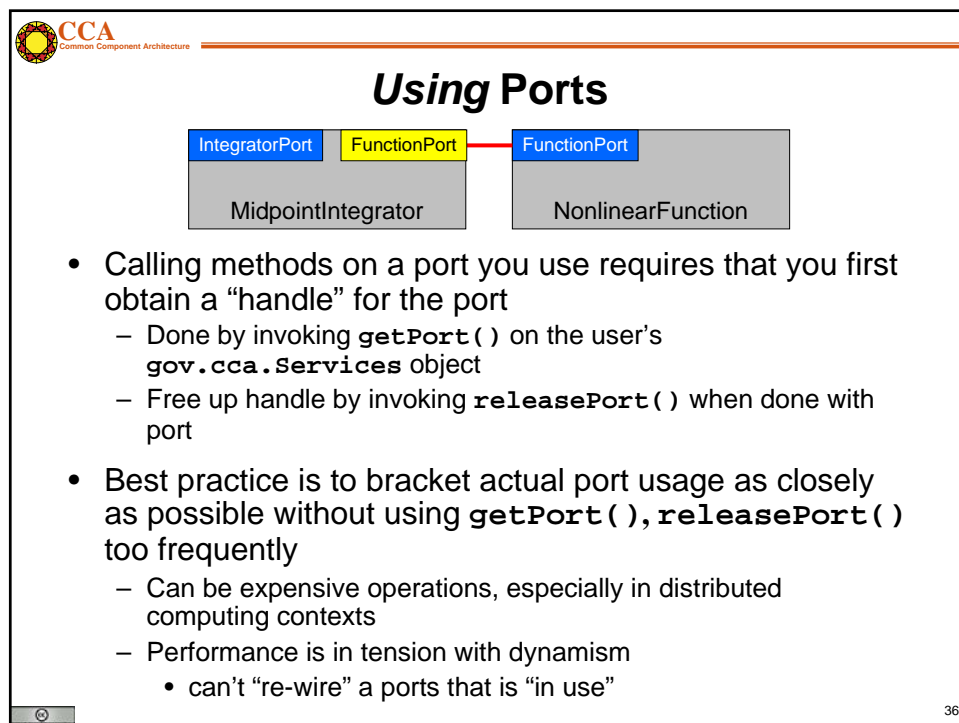 CCA
Common Component Architecture
Using Ports
IntegratorPort FunctionPort FunctionPort
MidpointIntegrator NonlinearFunction
• Calling methods on a port you use requires that you first
obtain a “handle” for the port
– Done by invoking getPort() on the user’s
gov.cca.Services object
– Free up handle by invoking releasePort() when done with
port
• Best practice is to bracket actual port usage as closely
as possible without using getPort(), releasePort()
too frequently
– Can be expensive operations, especially in distributed
computing contexts
– Performance is in tension with dynamism
• can’t “re-wire” a ports that is “in use”
cc
36